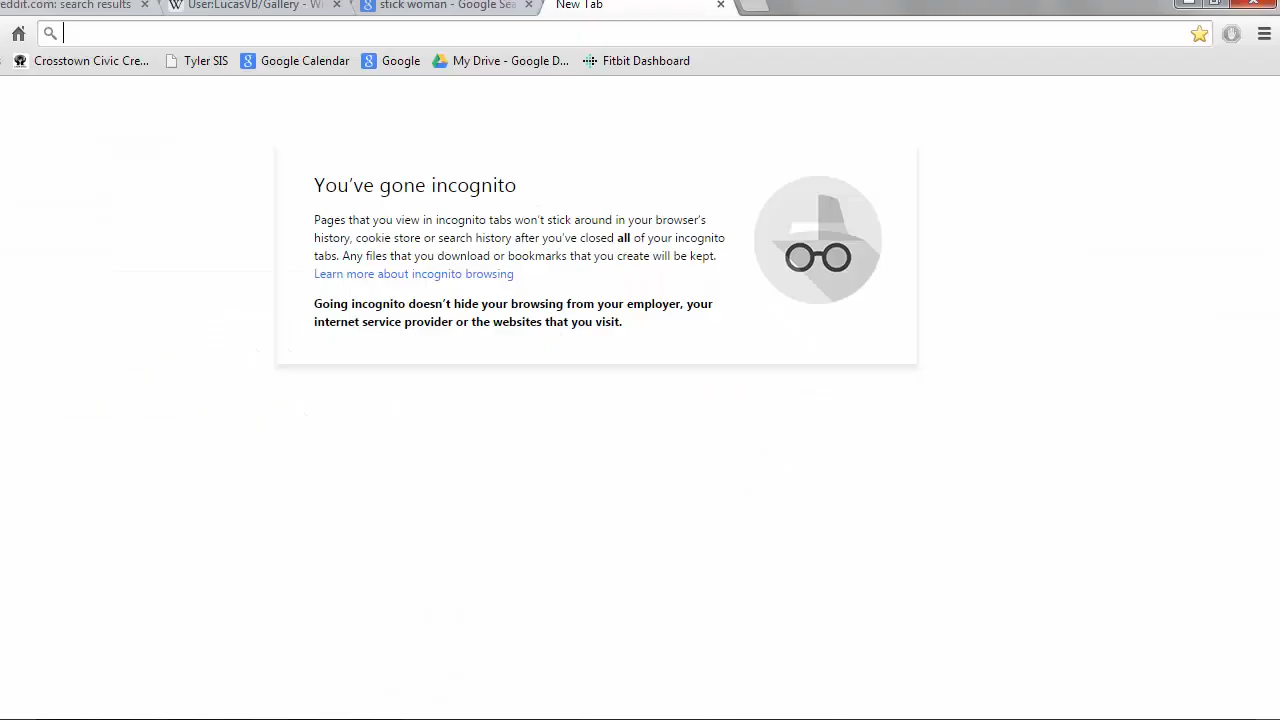 eddit.com: search results
User:LucasVB/Gallery - Wi
stick woman - Google Sea
New Tab
Crosstown Civic Cre...
Tyler SIS
Google Calendar
Google
My Drive - Google D...
Fitbit Dashboard
You've gone incognito
Pages that you view in incognito tabs won't stick around in your browser's
history, cookie store or search history after you've closed all of your incognito
tabs. Any files that you download or bookmarks that you create will be kept.
Learn more about incognito browsing
Going incognito doesn't hide your browsing from your employer, your
internet service provider or the websites that you visit.